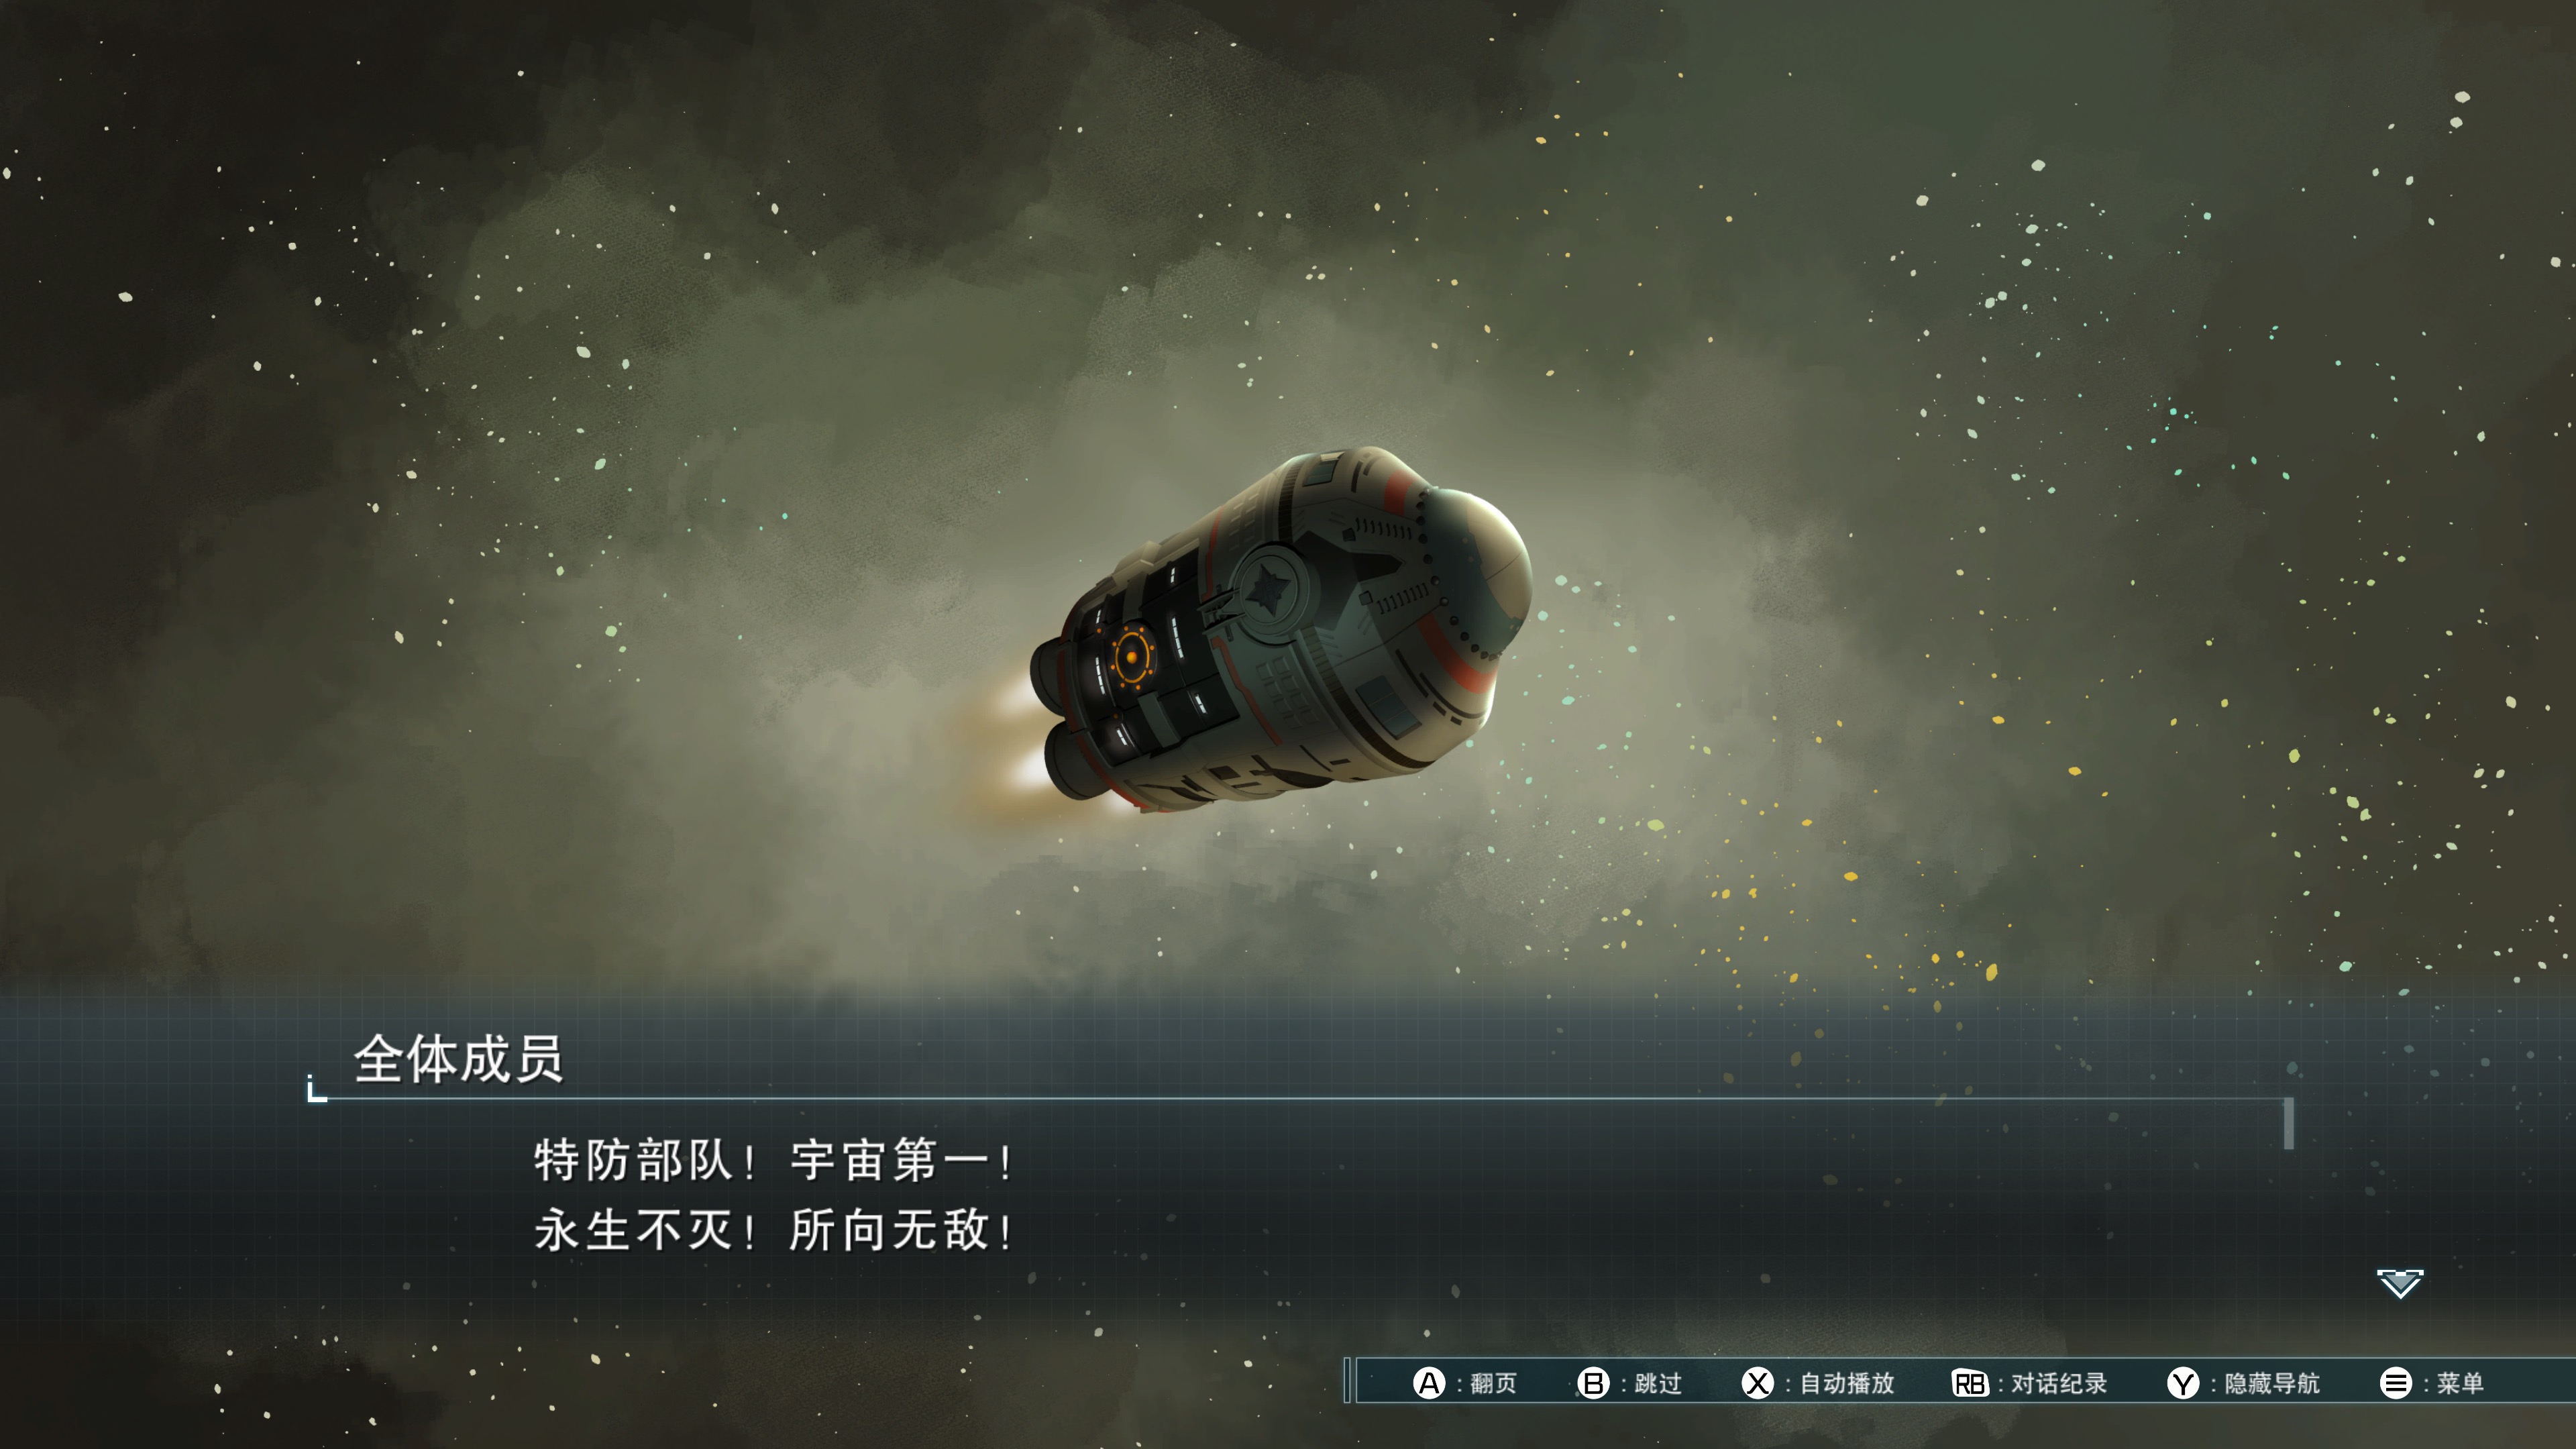 全体成员
特防部队！宇宙第一！
永生不灭！所向无敌！
A：翻页 B：跳过 X：自动播放 RB：对话纪录 Y：隐藏导航 ☰：菜单